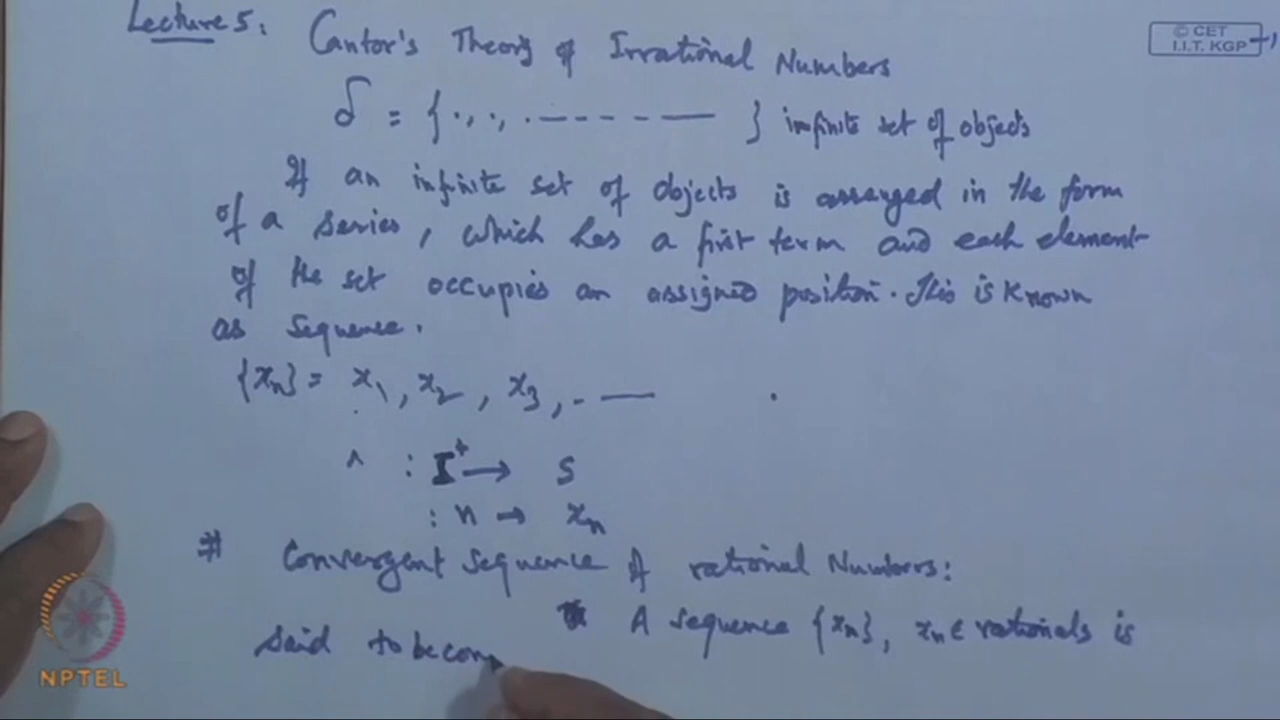 Lecture 5: Cantor's Theory of Irrational Numbers
© CET
I.I.T. KGP
S = {·, ·, ·, . - - - - - — } infinite set of objects
If an infinite set of objects is arranged in the form
of a series, which has a first term and each element
of the set occupies an assigned position. This is known
as sequence.
{xn} = x1, x2, x3, . —
: I+ → S
: n → xn
# Convergent sequence of rational Numbers:
A sequence {xn}, xn ∈ rationals is
said to be conv
NPTEL